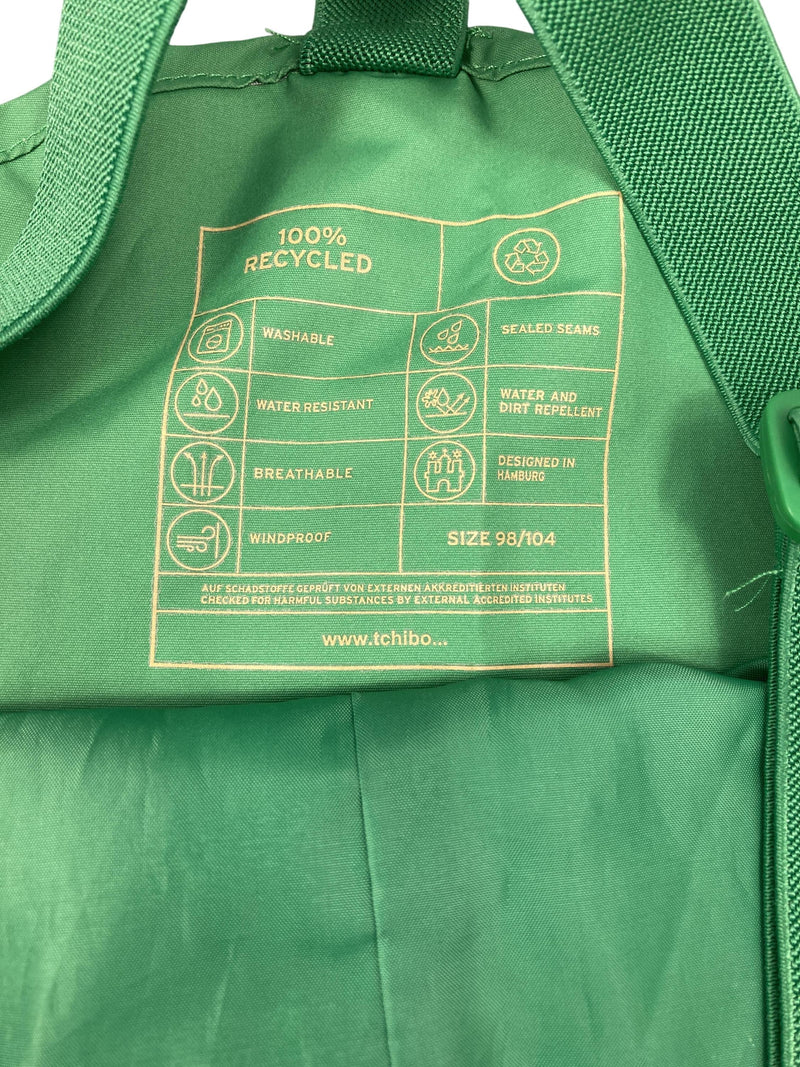 100%
RECYCLED
WASHABLE
SEALED SEAMS
WATER RESISTANT
WATER AND
DIRT REPELLENT
BREATHABLE
DESIGNED IN
HAMBURG
WINDPROOF
SIZE 98/104
AUF SCHADSTOFFE GEPRÜFT VON EXTERNEN AKKREDITIERTEN INSTITUTEN
CHECKED FOR HARMFUL SUBSTANCES BY EXTERNAL ACCREDITED INSTITUTES
www.tchibo...